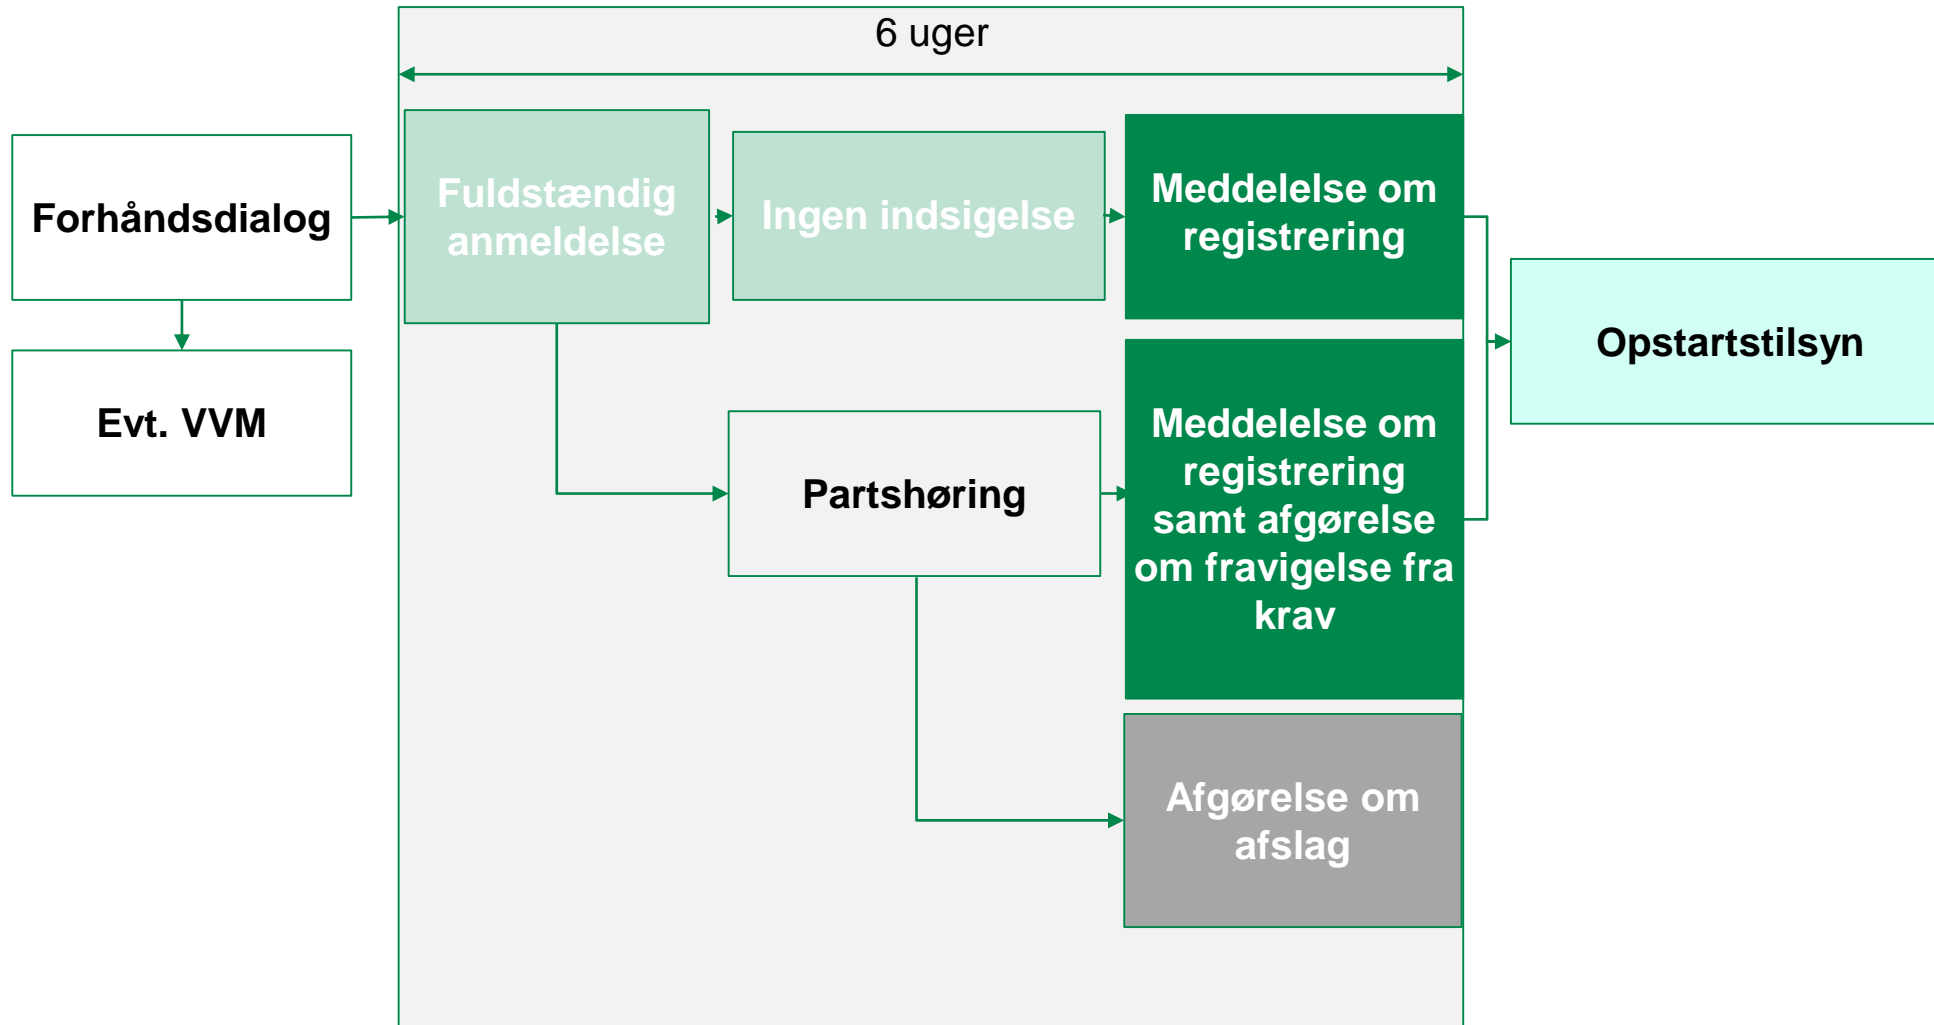 6 uger
Forhåndsdialog
Fuldstændig
anmeldelse
Ingen indsigelse
Meddelelse om
registrering
Opstartstilsyn
Evt. VVM
Partshøring
Meddelelse om
registrering
samt afgørelse
om fravigelse fra
krav
Afgørelse om
afslag